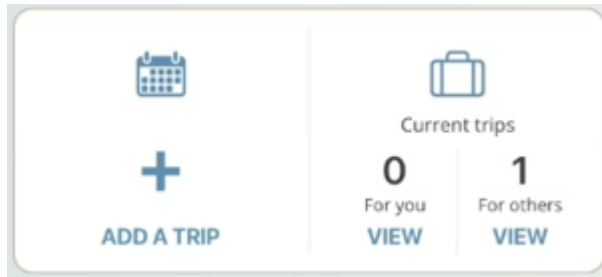 Current trips
0
For you
VIEW
1
For others
VIEW
+
ADD A TRIP